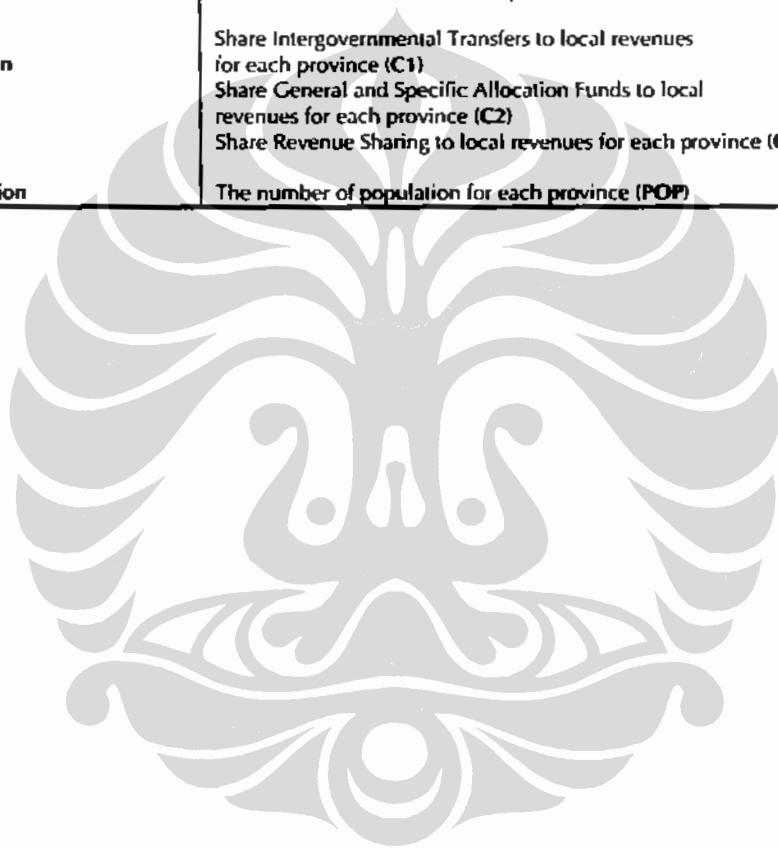 Share Intergovernmental Transfers to local revenues
n for each province (C1)
Share General and Specific Allocation Funds to local
revenues for each province (C2)
Share Revenue Sharing to local revenues for each province (
ion The number of population for each province (POP)